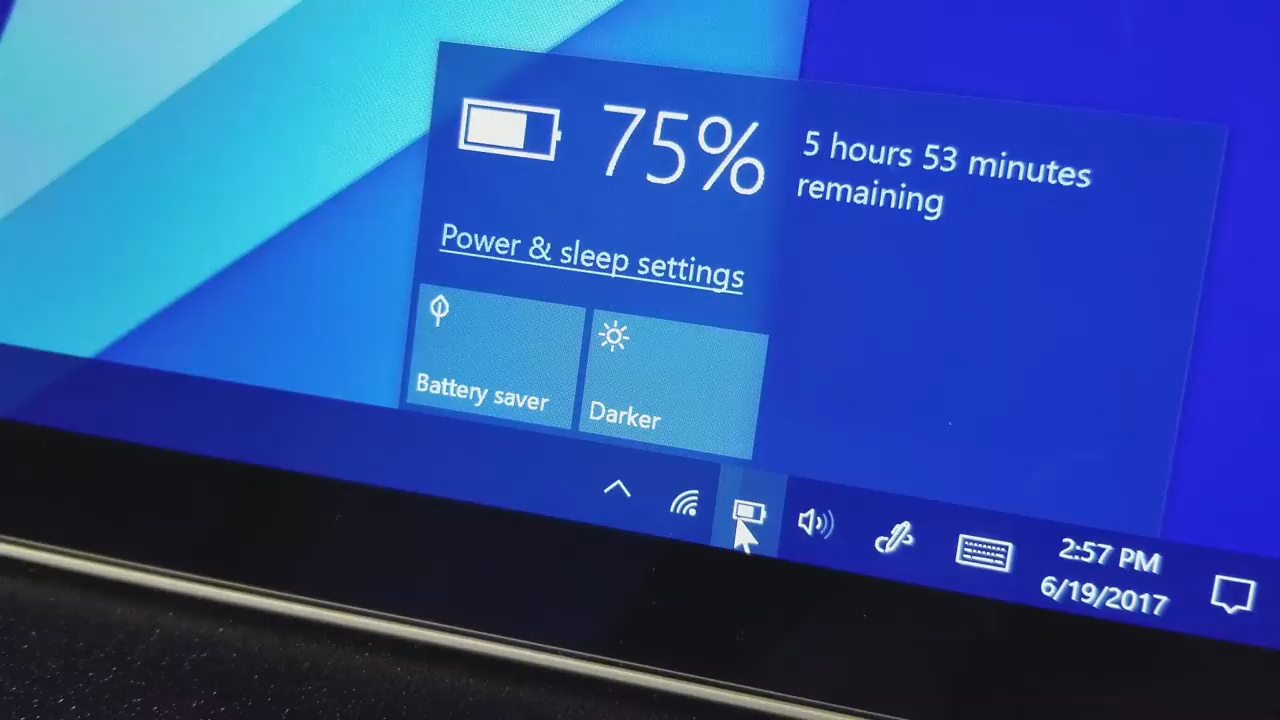 75%
5 hours 53 minutes
remaining
Power & sleep settings
Battery saver
Darker
2:57 PM
6/19/2017